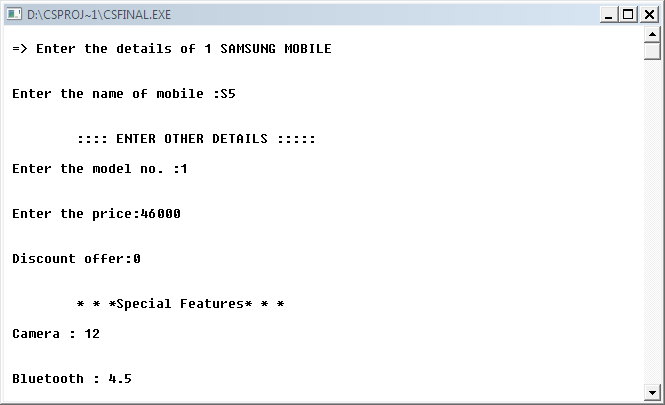 D:\CSPROJ~1\CSFINAL.EXE
=> Enter the details of 1 SAMSUNG MOBILE
Enter the name of mobile :S5
:::: ENTER OTHER DETAILS :::::
Enter the model no. :1
Enter the price:46000
Discount offer:0
* * *Special Features* * *
Camera : 12
Bluetooth : 4.5